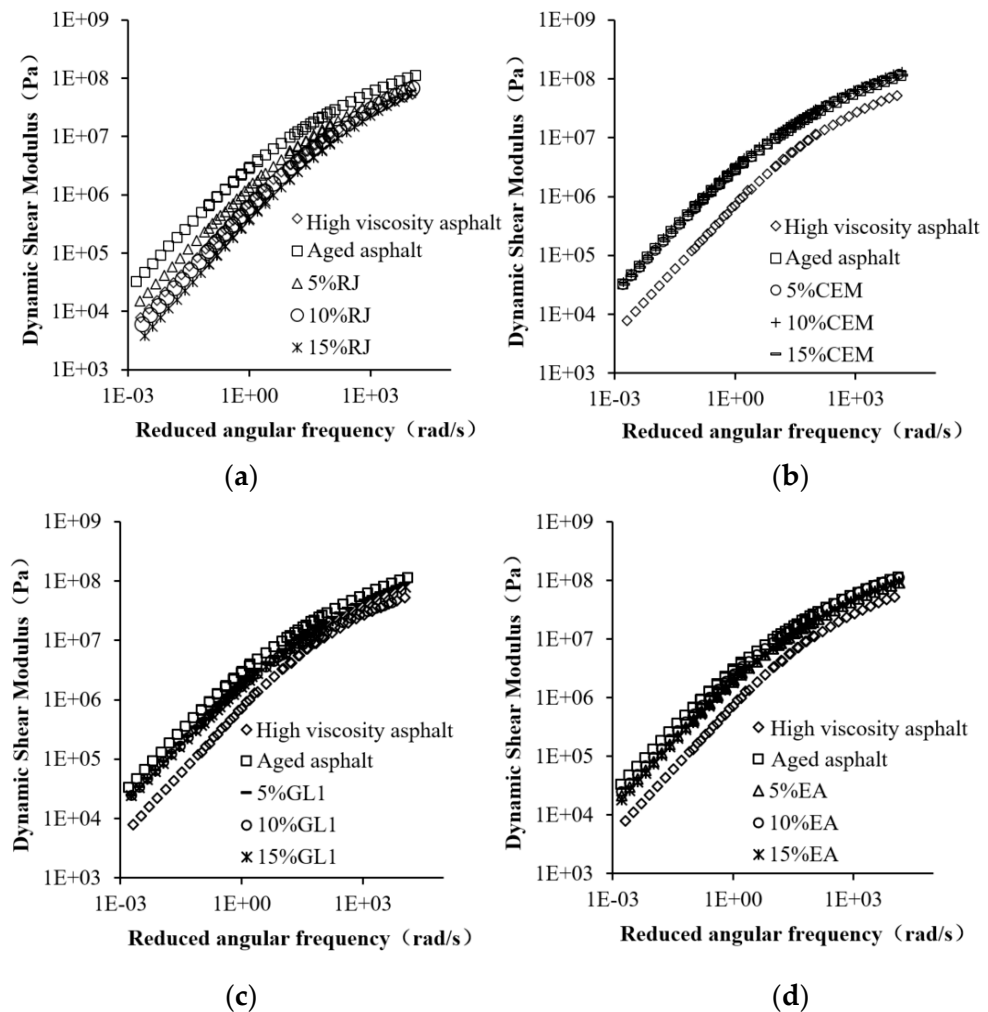 1E+09
1E+08
1E+07
1E+06
1E+05
1E+04
1E+03
Dynamic Shear Modulus（Pa）
High viscosity asphalt
Aged asphalt
5%RJ
10%RJ
15%RJ
1E-03 1E+00 1E+03
Reduced angular frequency（rad/s）
(a)
1E+09
1E+08
1E+07
1E+06
1E+05
1E+04
1E+03
Dynamic Shear Modulus（Pa）
High viscosity asphalt
Aged asphalt
5%CEM
10%CEM
15%CEM
1E-03 1E+00 1E+03
Reduced angular frequency（rad/s）
(b)
1E+09
1E+08
1E+07
1E+06
1E+05
1E+04
1E+03
Dynamic Shear Modulus（Pa）
High viscosity asphalt
Aged asphalt
5%GL1
10%GL1
15%GL1
1E-03 1E+00 1E+03
Reduced angular frequency（rad/s）
(c)
1E+09
1E+08
1E+07
1E+06
1E+05
1E+04
1E+03
Dynamic Shear Modulus（Pa）
High viscosity asphalt
Aged asphalt
5%EA
10%EA
15%EA
1E-03 1E+00 1E+03
Reduced angular frequency（rad/s）
(d)